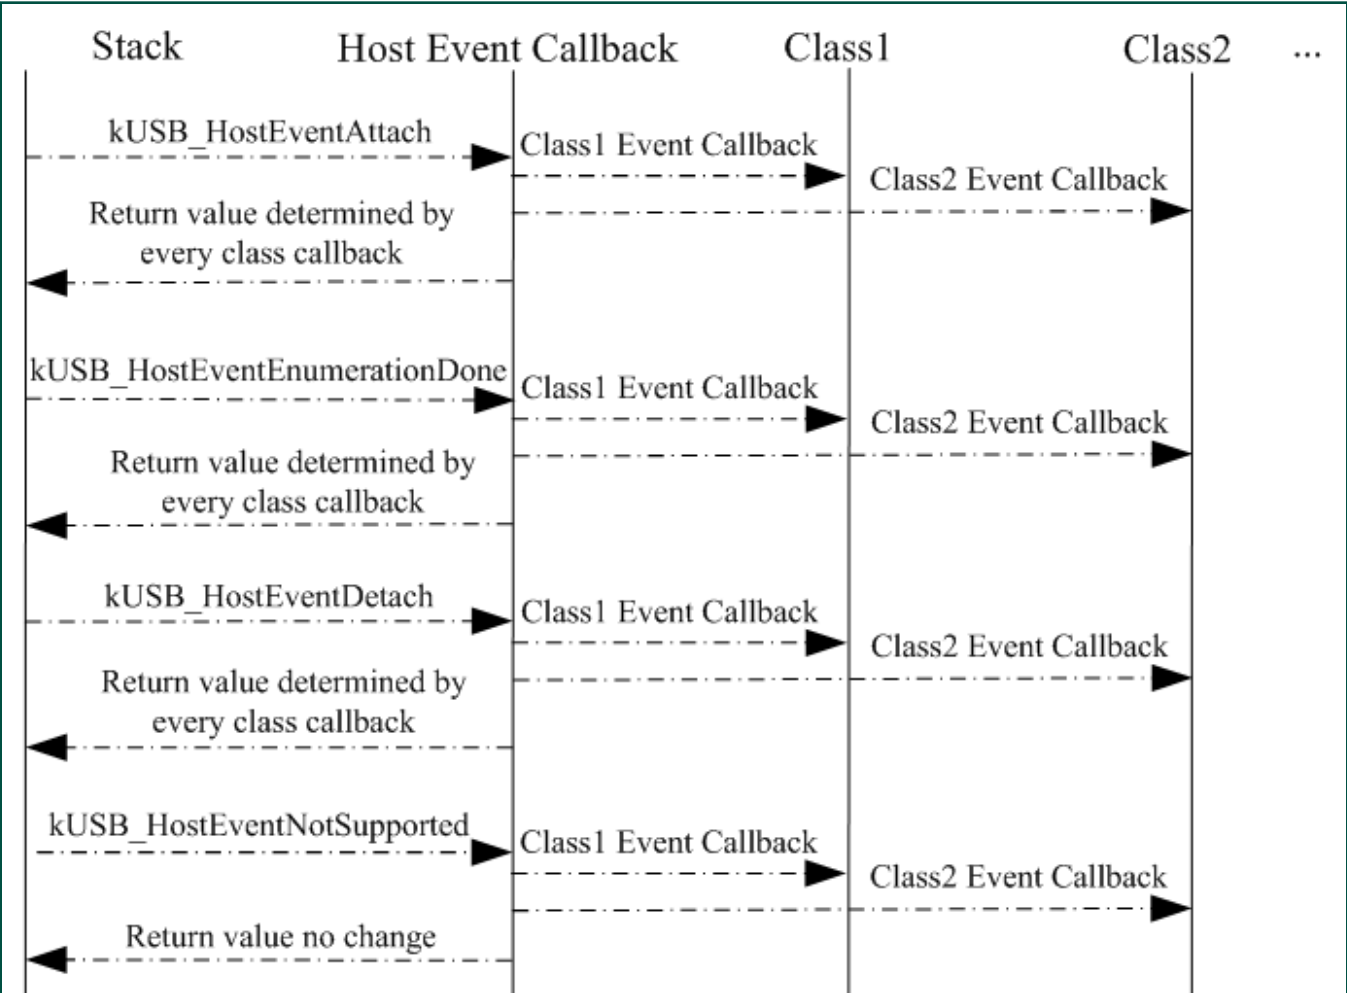 Stack Host Event Callback Class1 Class2 ...
kUSB_HostEventAttach
Class1 Event Callback
Class2 Event Callback
Return value determined by
every class callback
kUSB_HostEventEnumerationDone
Class1 Event Callback
Class2 Event Callback
Return value determined by
every class callback
kUSB_HostEventDetach
Class1 Event Callback
Class2 Event Callback
Return value determined by
every class callback
kUSB_HostEventNotSupported
Class1 Event Callback
Class2 Event Callback
Return value no change